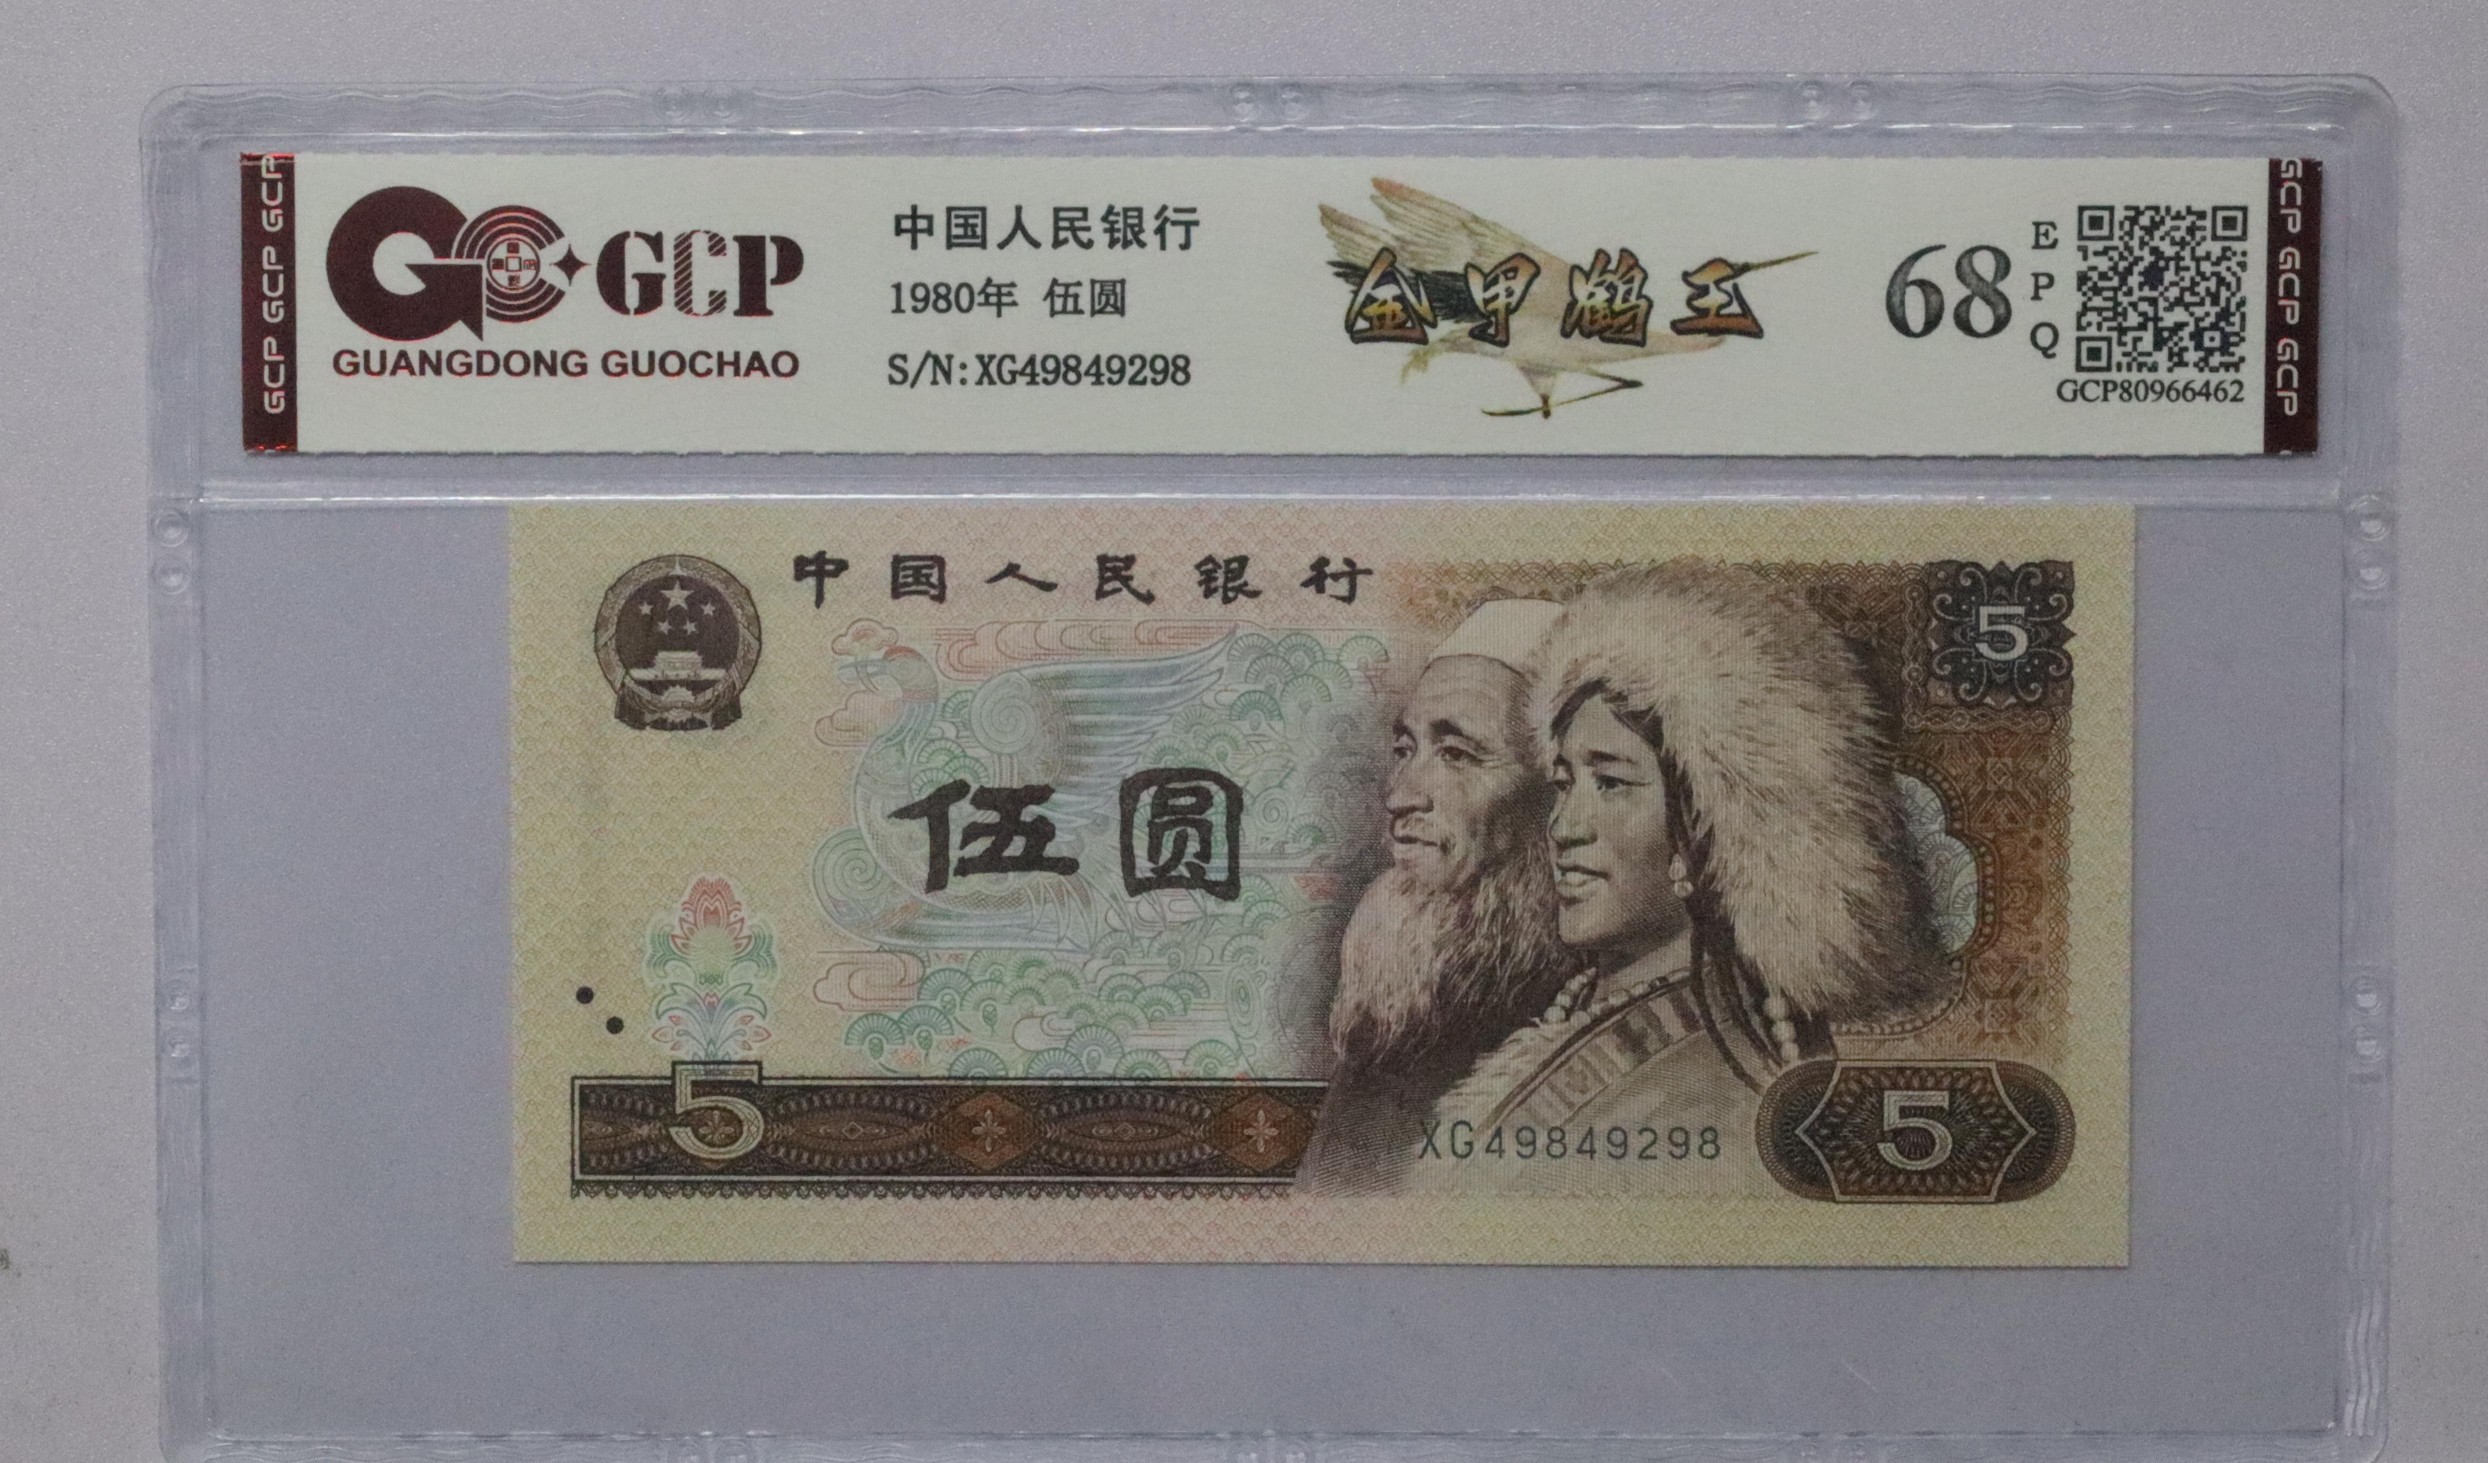 GCP GCP GCP
GCP
GUANGDONG GUOCHAO
中国人民银行
1980年 伍圆
S/N:XG49849298
金甲鹤王
68
EPQ
GCP80966462
GCP GCP GCP
中国人民银行
5
伍圆
5
XG49849298
5